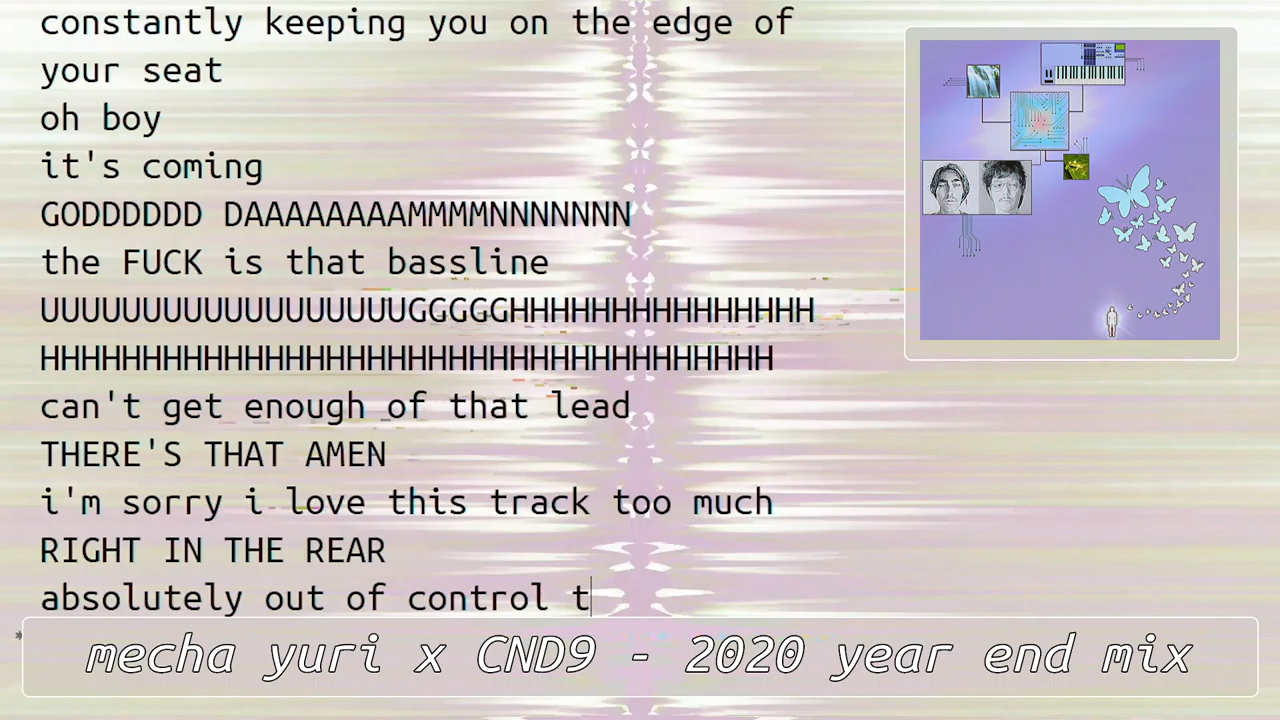 constantly keeping you on the edge of
your seat
oh boy
it's coming
GODDDDDD DAAAAAAAAMMMMNNNNNNN
the FUCK is that bassline
UUUUUUUUUUUUUUUUUUGGGGGHHHHHHHHHHHHHHH
HHHHHHHHHHHHHHHHHHHHHHHHHHHHHHHHHHHH
can't get enough of that lead
THERE'S THAT AMEN
i'm sorry i love this track too much
RIGHT IN THE REAR
absolutely out of control t
*
mecha yuri x CND9 - 2020 year end mix